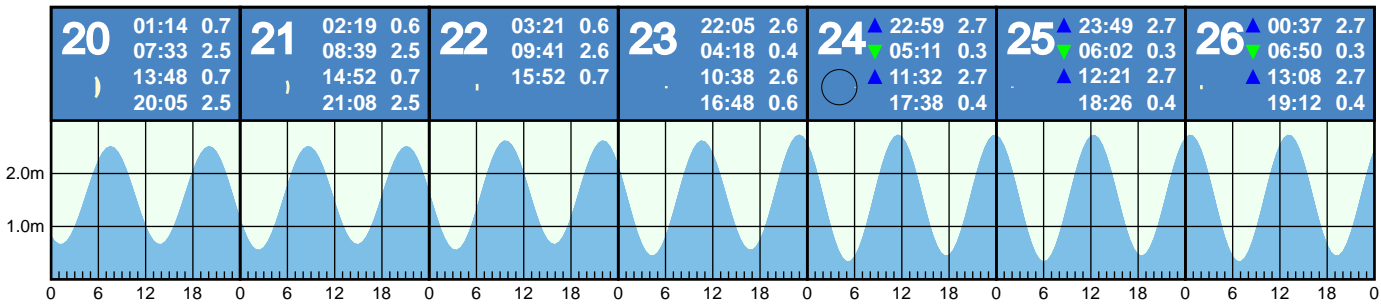 20 01:14 0.7
07:33 2.5
13:48 0.7
20:05 2.5
21 02:19 0.6
08:39 2.5
14:52 0.7
21:08 2.5
22 03:21 0.6
09:41 2.6
15:52 0.7
23 22:05 2.6
04:18 0.4
10:38 2.6
16:48 0.6
24 ▲ 22:59 2.7
▼ 05:11 0.3
▲ 11:32 2.7
17:38 0.4
25 ▲ 23:49 2.7
▼ 06:02 0.3
▲ 12:21 2.7
18:26 0.4
26 ▲ 00:37 2.7
▼ 06:50 0.3
▲ 13:08 2.7
19:12 0.4
2.0m
1.0m
0 6 12 18 0 6 12 18 0 6 12 18 0 6 12 18 0 6 12 18 0 6 12 18 0 6 12 18 0